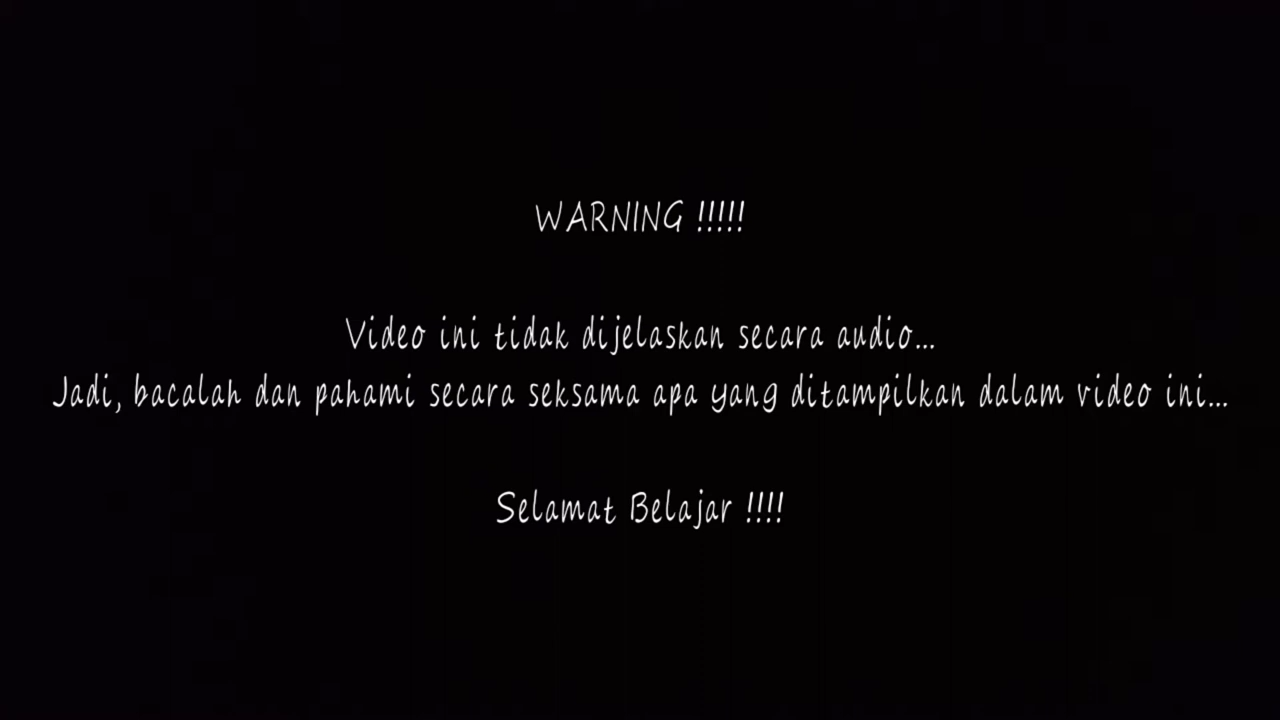 WARNING !!!!!
Video ini tidak dijelaskan secara audio...
Jadi, bacalah dan pahami secara seksama apa yang ditampilkan dalam video ini...
Selamat Belajar !!!!